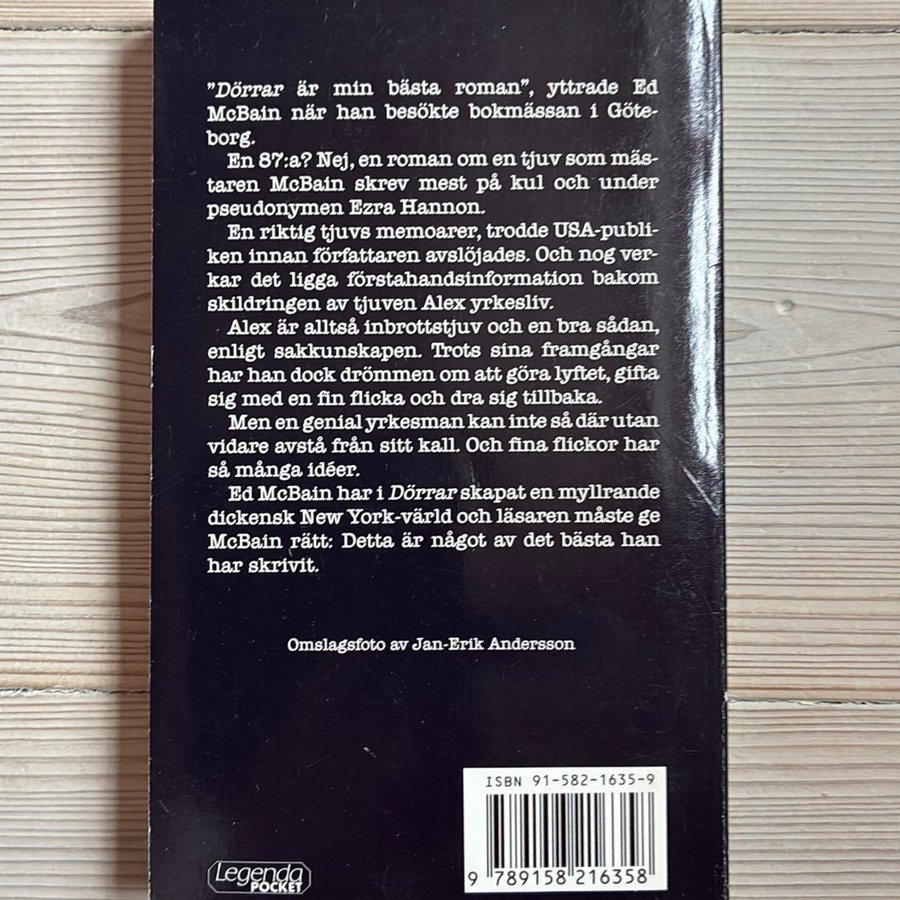 ”Dörrar är min bästa roman”, yttrade Ed
McBain när han besökte bokmässan i Göte-
borg.
En 87:a? Nej, en roman om en tjuv som mäs-
taren McBain skrev mest på kul och under
pseudonymen Ezra Hannon.
En riktig tjuvs memoarer, trodde USA-publi-
ken innan författaren avslöjades. Och nog ver-
kar det ligga förstahandsinformation bakom
skildringen av tjuven Alex yrkesliv.
Alex är alltså inbrottstjuv och en bra sådan,
enligt sakkunskapen. Trots sina framgångar
har han dock drömmen om att göra lyftet, gifta
sig med en fin flicka och dra sig tillbaka.
Men en genial yrkesman kan inte så där utan
vidare avstå från sitt kall. Och fina flickor har
så många idéer.
Ed McBain har i Dörrar skapat en myllrande
dickensk New York-värld och läsaren måste ge
McBain rätt: Detta är något av det bästa han
har skrivit.
Omslagsfoto av Jan-Erik Andersson
ISBN 91-582-1635-9
9 789158 216358
Legenda
POCKET